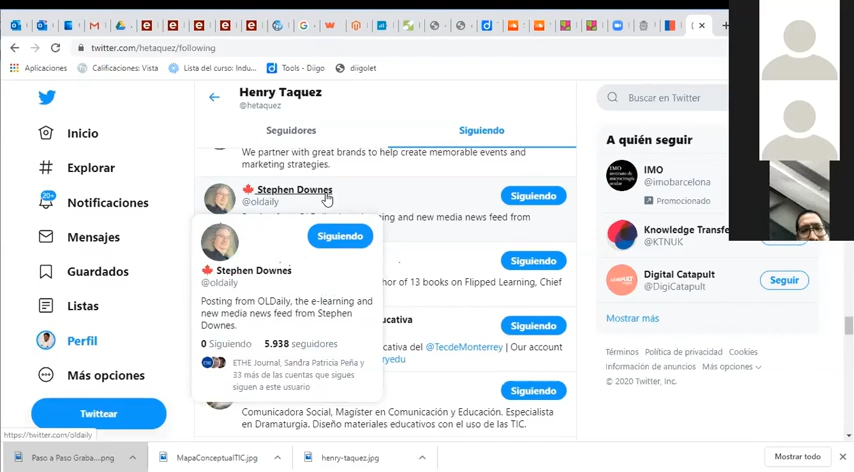 twitter.com/hetaquez/following
Aplicaciones
Calificaciones: Vista
Lista del curso: Indu...
Tools - Diigo
diigolet
Inicio
Explorar
20+
Notificaciones
Mensajes
Guardados
Listas
Perfil
Más opciones
Twittear
Henry Taquez
@hetaquez
Seguidores
Siguiendo
We partner with great brands to help create memorable events and
marketing strategies.
Stephen Downes
@oldaily
Siguiendo
ning and new media news feed from
Siguiendo
Stephen Downes
@oldaily
Posting from OLDaily, the e-learning and
new media news feed from Stephen
Downes.
0 Siguiendo 5.938 seguidores
ETHE Journal, Sandra Patricia Peña y
33 más de las cuentas que sigues
siguen a este usuario
Siguiendo
hor of 13 books on Flipped Learning, Chief
ucativa
Siguiendo
cativa del @TecdeMonterrey | Our account
ryedu
Siguiendo
Comunicadora Social, Magíster en Comunicación y Educación. Especialista
en Dramaturgia. Diseño materiales educativos con el uso de las TIC.
Buscar en Twitter
A quién seguir
IMO
@imobarcelona
Promocionado
Knowledge Transfe
@KTNUK
Digital Catapult
@DigiCatapult
Seguir
Mostrar más
Términos Política de privacidad Cookies
Información de anuncios Más opciones
© 2020 Twitter, Inc.
https://twitter.com/oldaily
Paso a Paso Graba....png
MapaConceptualTIC.jpg
henry-taquez.jpg
Mostrar todo